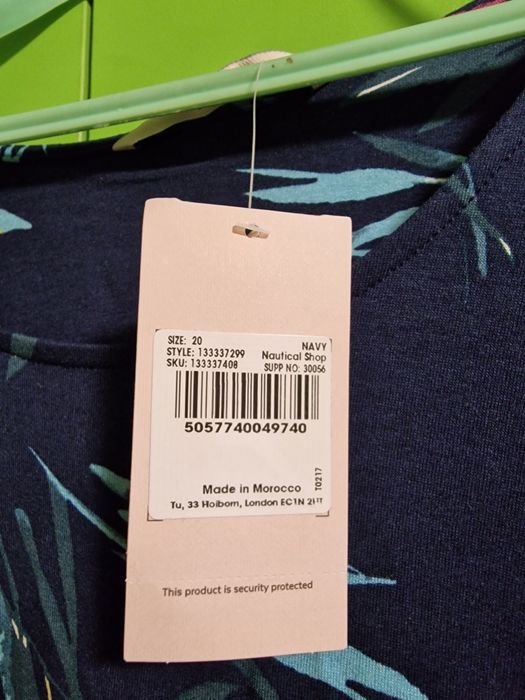 SIZE: 20
NAVY
STYLE: 133337299
Nautical Shop
SKU: 133337408
SUPP NO: 30056
5057740049740
T0217
Made in Morocco
Tu, 33 Holborn, London EC1N 2HT
This product is security protected